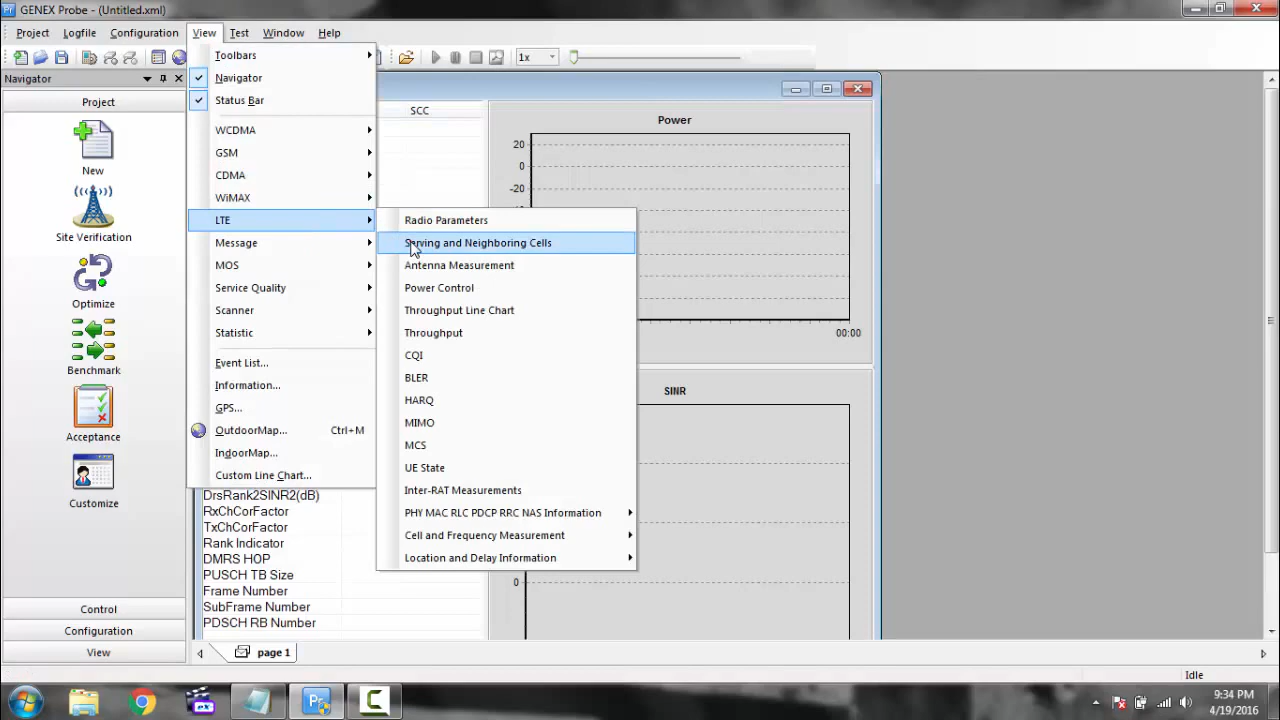 GENEX Probe - (Untitled.xml)
Project Logfile Configuration View Test Window Help
1x
Navigator
Project
New
Site Verification
Optimize
Benchmark
Acceptance
Customize
Control
Configuration
View
Toolbars
Navigator
Status Bar
WCDMA
GSM
CDMA
WiMAX
LTE
Message
MOS
Service Quality
Scanner
Statistic
Event List...
Information...
GPS...
OutdoorMap... Ctrl+M
IndoorMap...
Custom Line Chart...
Radio Parameters
Serving and Neighboring Cells
Antenna Measurement
Power Control
Throughput Line Chart
Throughput
CQI
BLER
HARQ
MIMO
MCS
UE State
Inter-RAT Measurements
PHY MAC RLC PDCP RRC NAS Information
Cell and Frequency Measurement
Location and Delay Information
SCC
DrsRank2SINR2(dB)
RxChCorFactor
TxChCorFactor
Rank Indicator
DMRS HOP
PUSCH TB Size
Frame Number
SubFrame Number
PDSCH RB Number
Power
20
0
-20
00:00
SINR
0
page 1
Idle
9:34 PM
4/19/2016